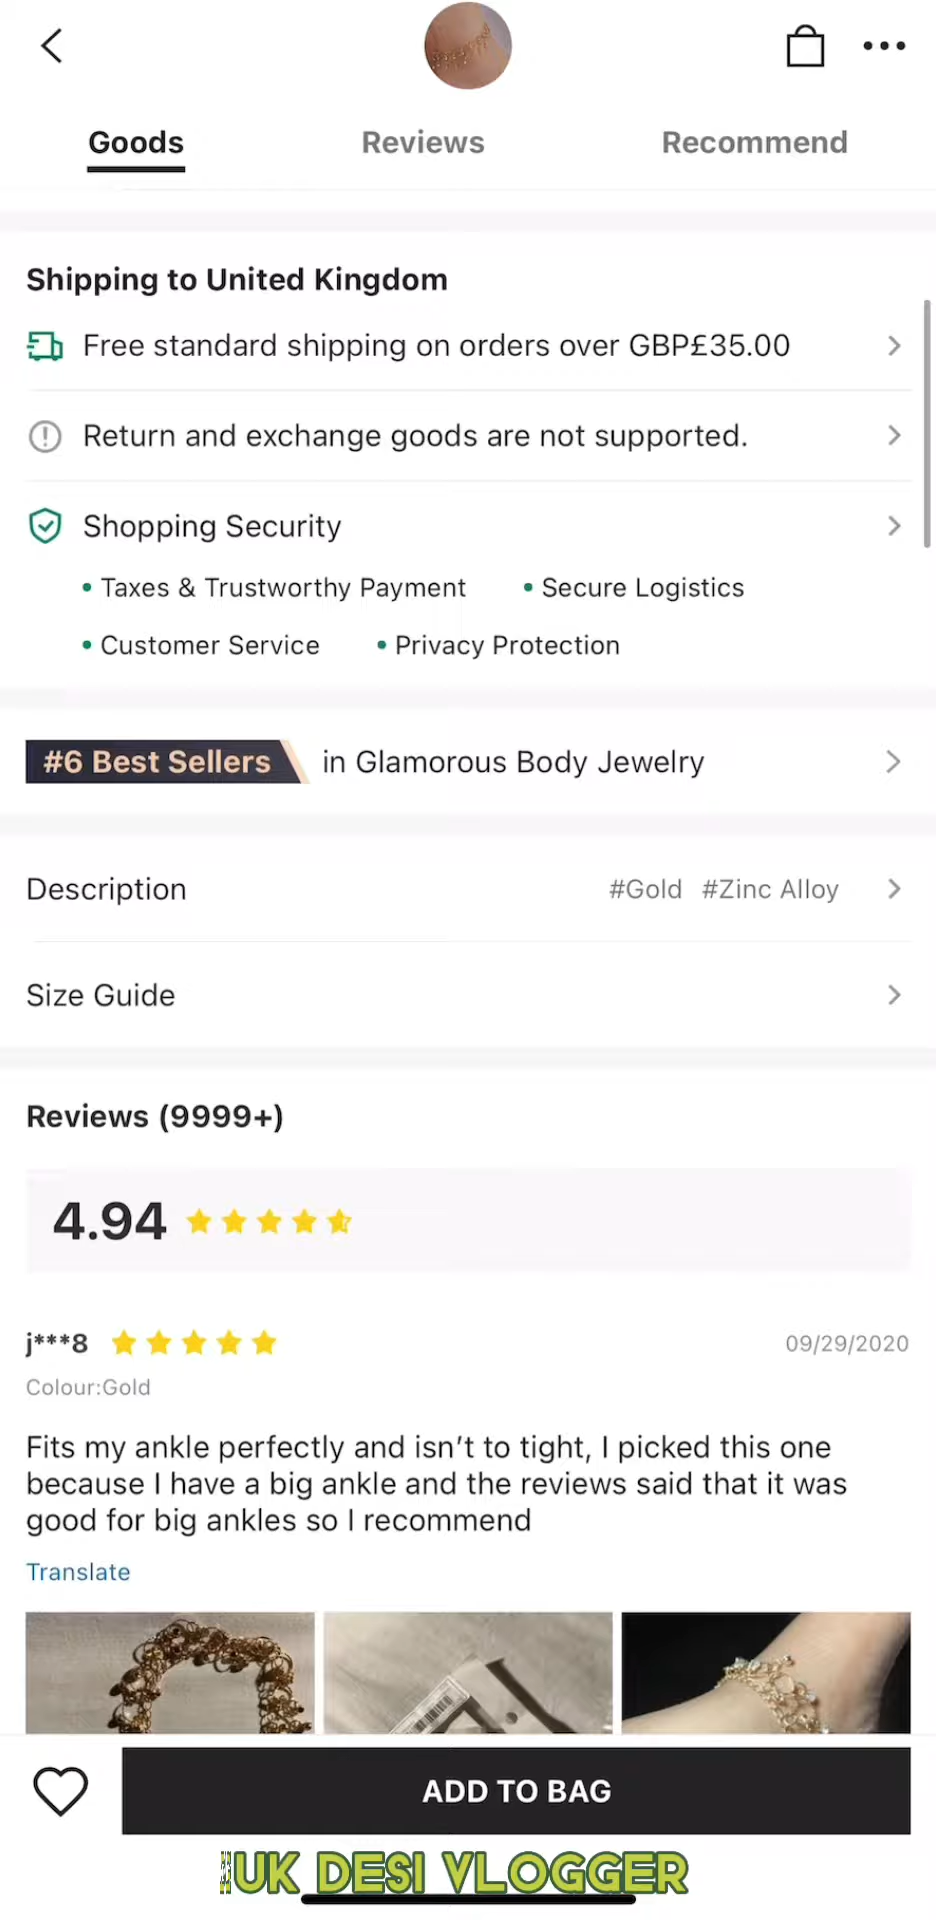 Goods Reviews Recommend
Shipping to United Kingdom
Free standard shipping on orders over GBP£35.00
Return and exchange goods are not supported.
Shopping Security
• Taxes & Trustworthy Payment • Secure Logistics
• Customer Service • Privacy Protection
#6 Best Sellers in Glamorous Body Jewelry
Description #Gold #Zinc Alloy
Size Guide
Reviews (9999+)
4.94
j***8 09/29/2020
Colour:Gold
Fits my ankle perfectly and isn't to tight, I picked this one
because I have a big ankle and the reviews said that it was
good for big ankles so I recommend
Translate
ADD TO BAG
UK DESI VLOGGER